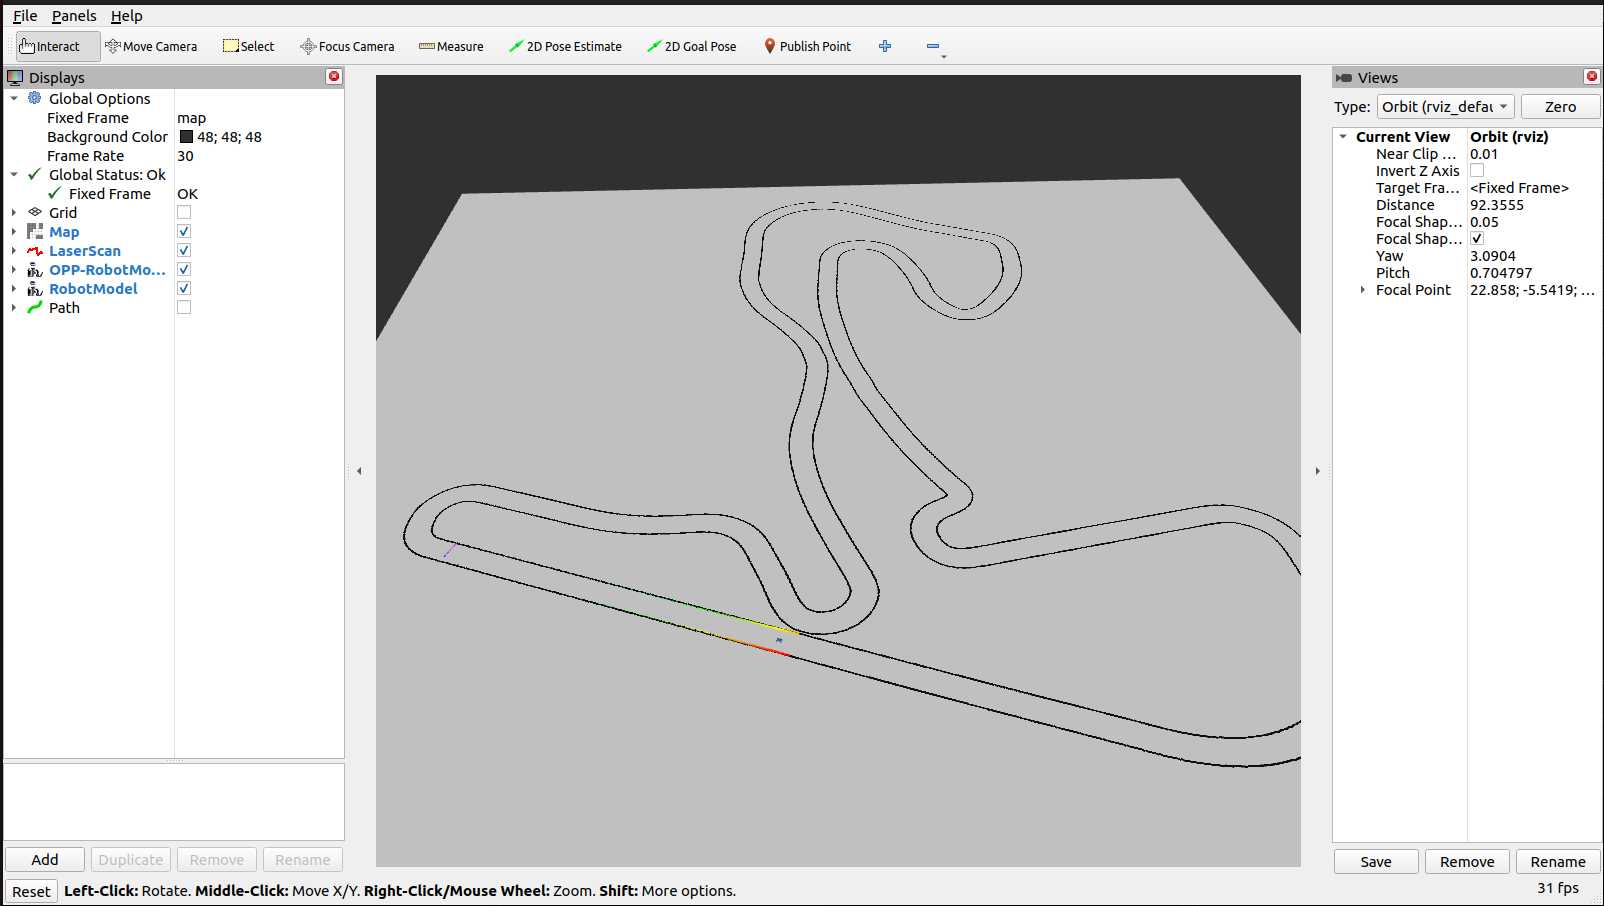 File Panels Help
Interact Move Camera Select Focus Camera Measure 2D Pose Estimate 2D Goal Pose Publish Point
Displays
Global Options
Fixed Frame map
Background Color 48; 48; 48
Frame Rate 30
Global Status: Ok
Fixed Frame OK
Grid
Map
LaserScan
OPP-RobotMo...
RobotModel
Path
Add Duplicate Remove Rename
Reset Left-Click: Rotate. Middle-Click: Move X/Y. Right-Click/Mouse Wheel: Zoom. Shift: More options.
Views
Type: Orbit (rviz_defau Zero
Current View Orbit (rviz)
Near Clip ... 0.01
Invert Z Axis
Target Fra... <Fixed Frame>
Distance 92.3555
Focal Shap... 0.05
Focal Shap...
Yaw 3.0904
Pitch 0.704797
Focal Point 22.858; -5.5419; ...
Save Remove Rename
31 fps